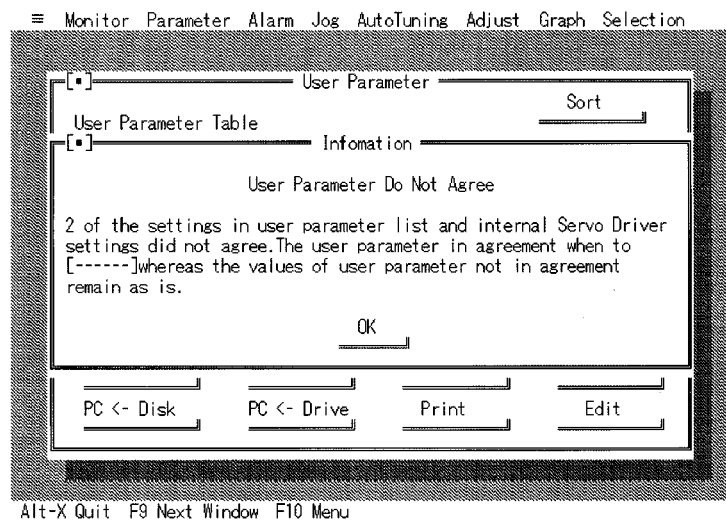 ≡ Monitor Parameter Alarm Jog AutoTuning Adjust Graph Selection
[▪] User Parameter
Sort
User Parameter Table
[▪] Infomation
User Parameter Do Not Agree
2 of the settings in user parameter list and internal Servo Driver
settings did not agree.The user parameter in agreement when to
[------]whereas the values of user parameter not in agreement
remain as is.
OK
PC <- Disk PC <- Drive Print Edit
Alt-X Quit F9 Next Window F10 Menu